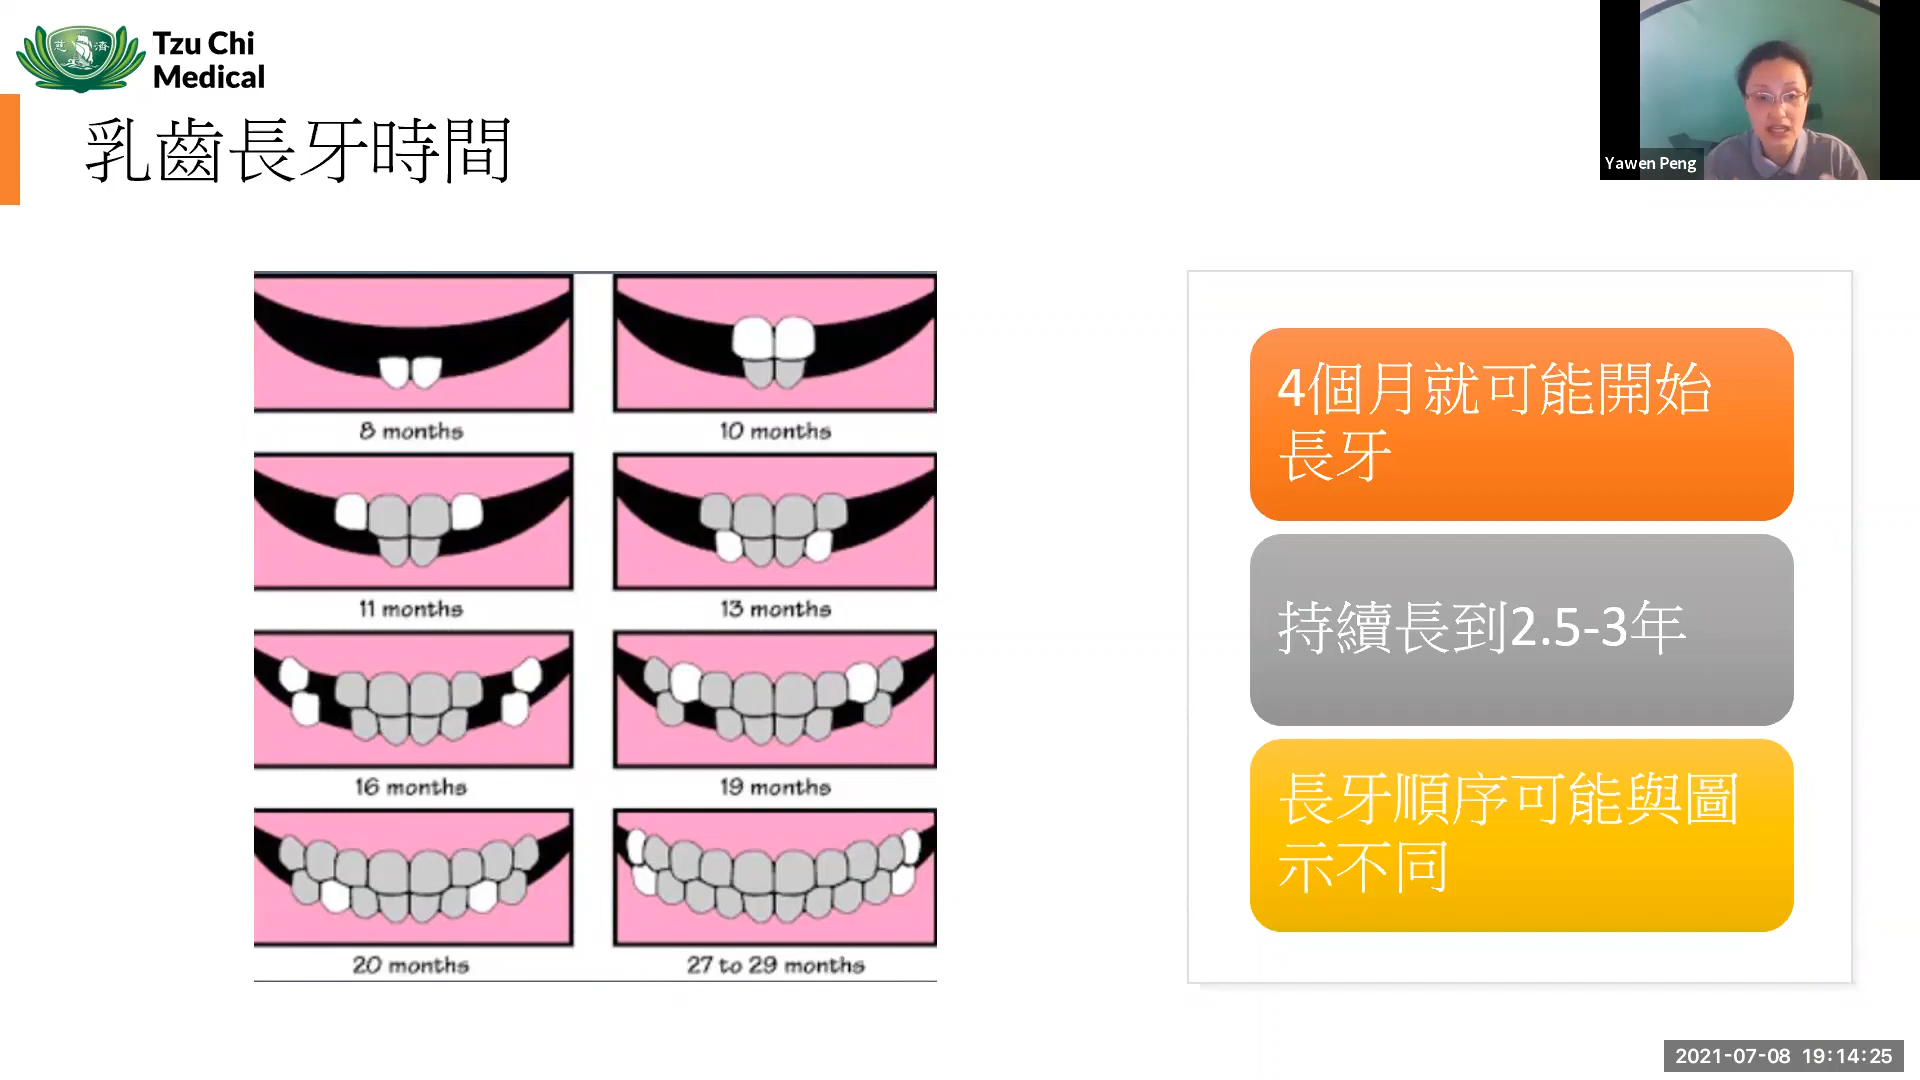 Tzu Chi
Medical
乳齒長牙時間
Yawen Peng
8 months
10 months
11 months
13 months
16 months
19 months
20 months
27 to 29 months
4個月就可能開始
長牙
持續長到2.5-3年
長牙順序可能與圖
示不同
2021-07-08 19:14:25